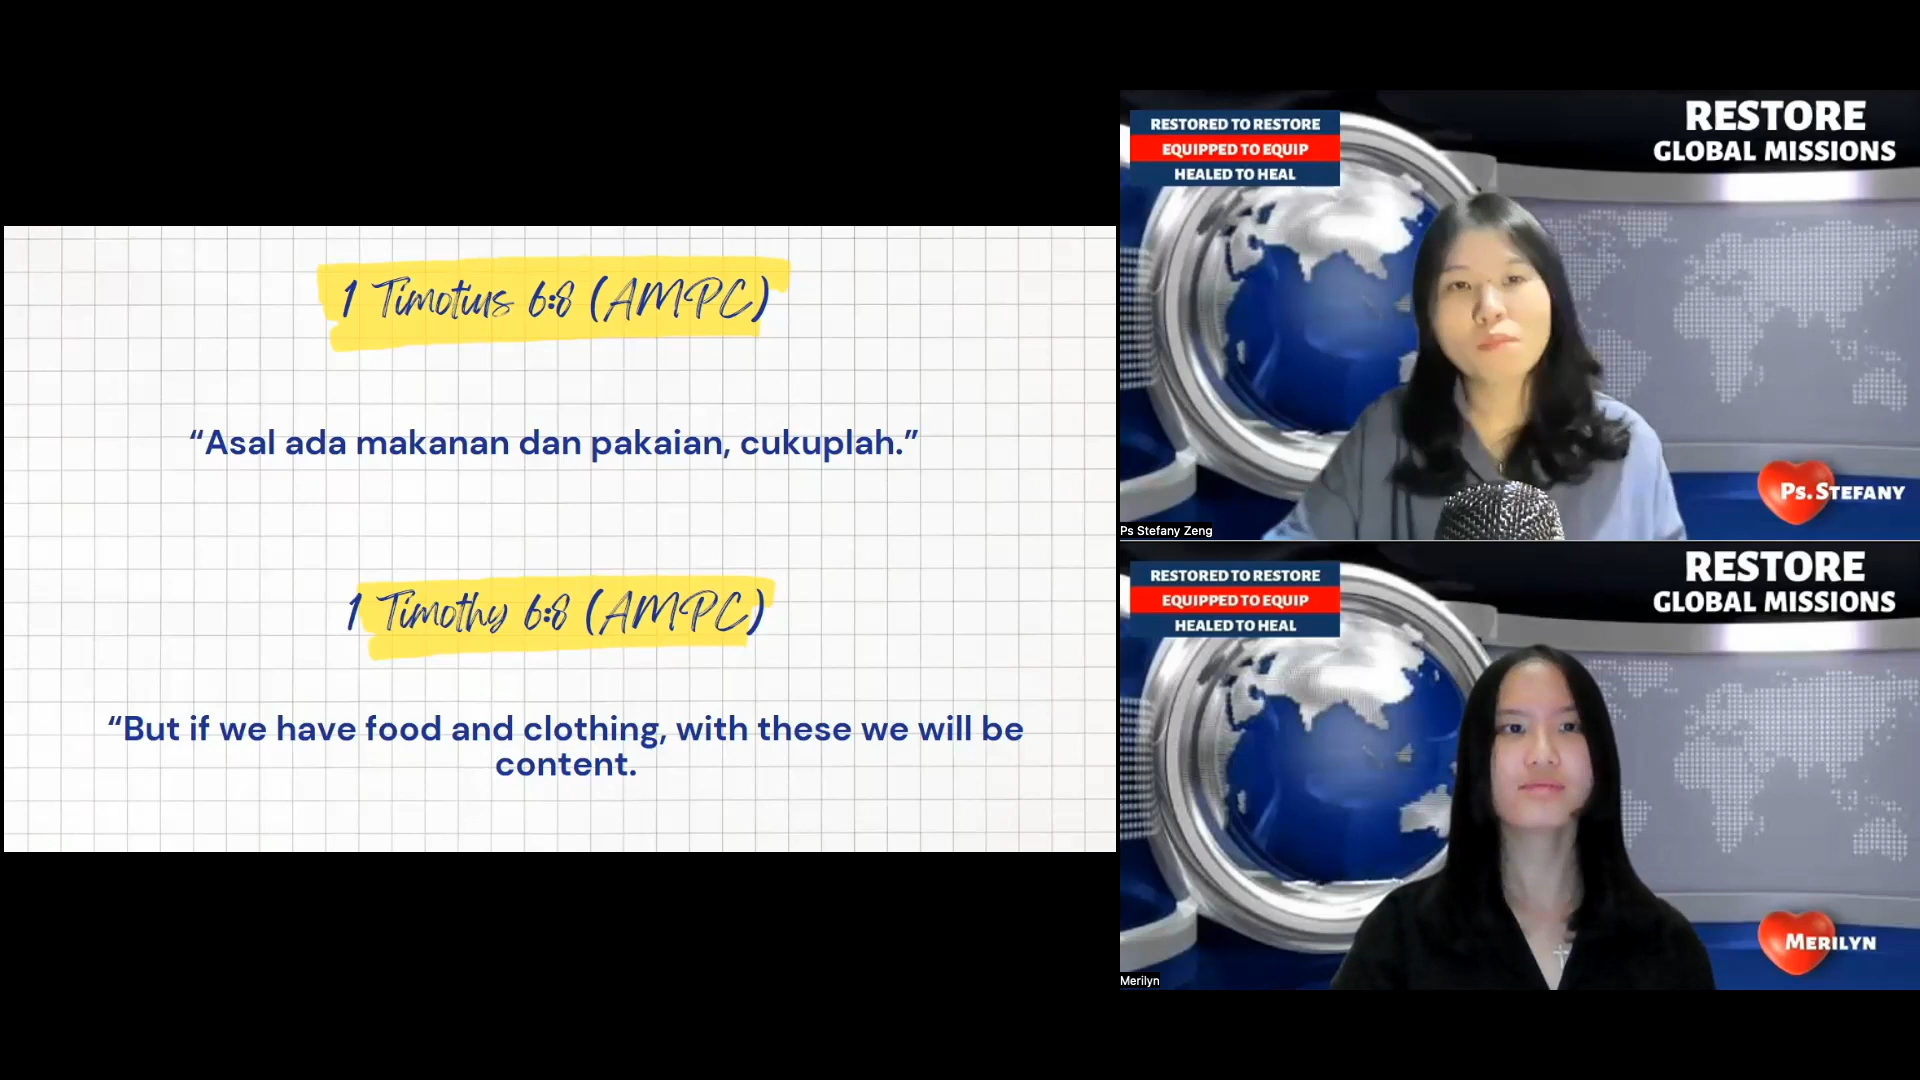 1 Timotius 6:8 (AMPC)
“Asal ada makanan dan pakaian, cukuplah.”
1 Timothy 6:8 (AMPC)
“But if we have food and clothing, with these we will be
content.
RESTORED TO RESTORE
EQUIPPED TO EQUIP
HEALED TO HEAL
RESTORE
GLOBAL MISSIONS
Ps. STEFANY
Ps Stefany Zeng
RESTORED TO RESTORE
EQUIPPED TO EQUIP
HEALED TO HEAL
RESTORE
GLOBAL MISSIONS
MERILYN
Merilyn